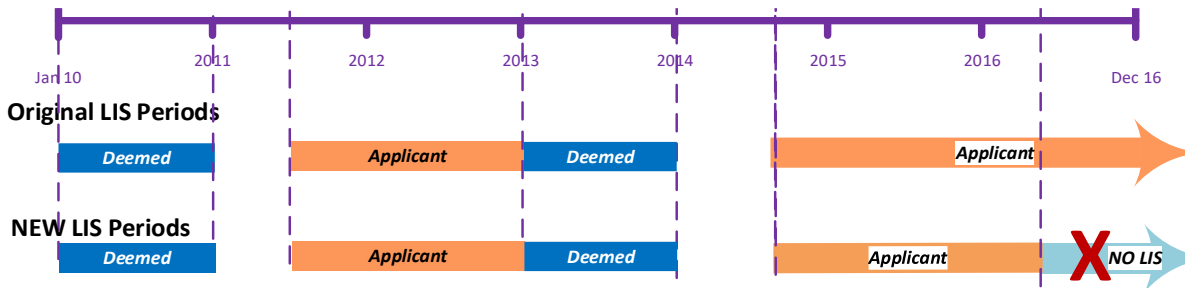 2011 2012 2013 2014 2015 2016
Jan 10 Dec 16
Original LIS Periods
Deemed Applicant Deemed Applicant
NEW LIS Periods
Deemed Applicant Deemed Applicant X NO LIS